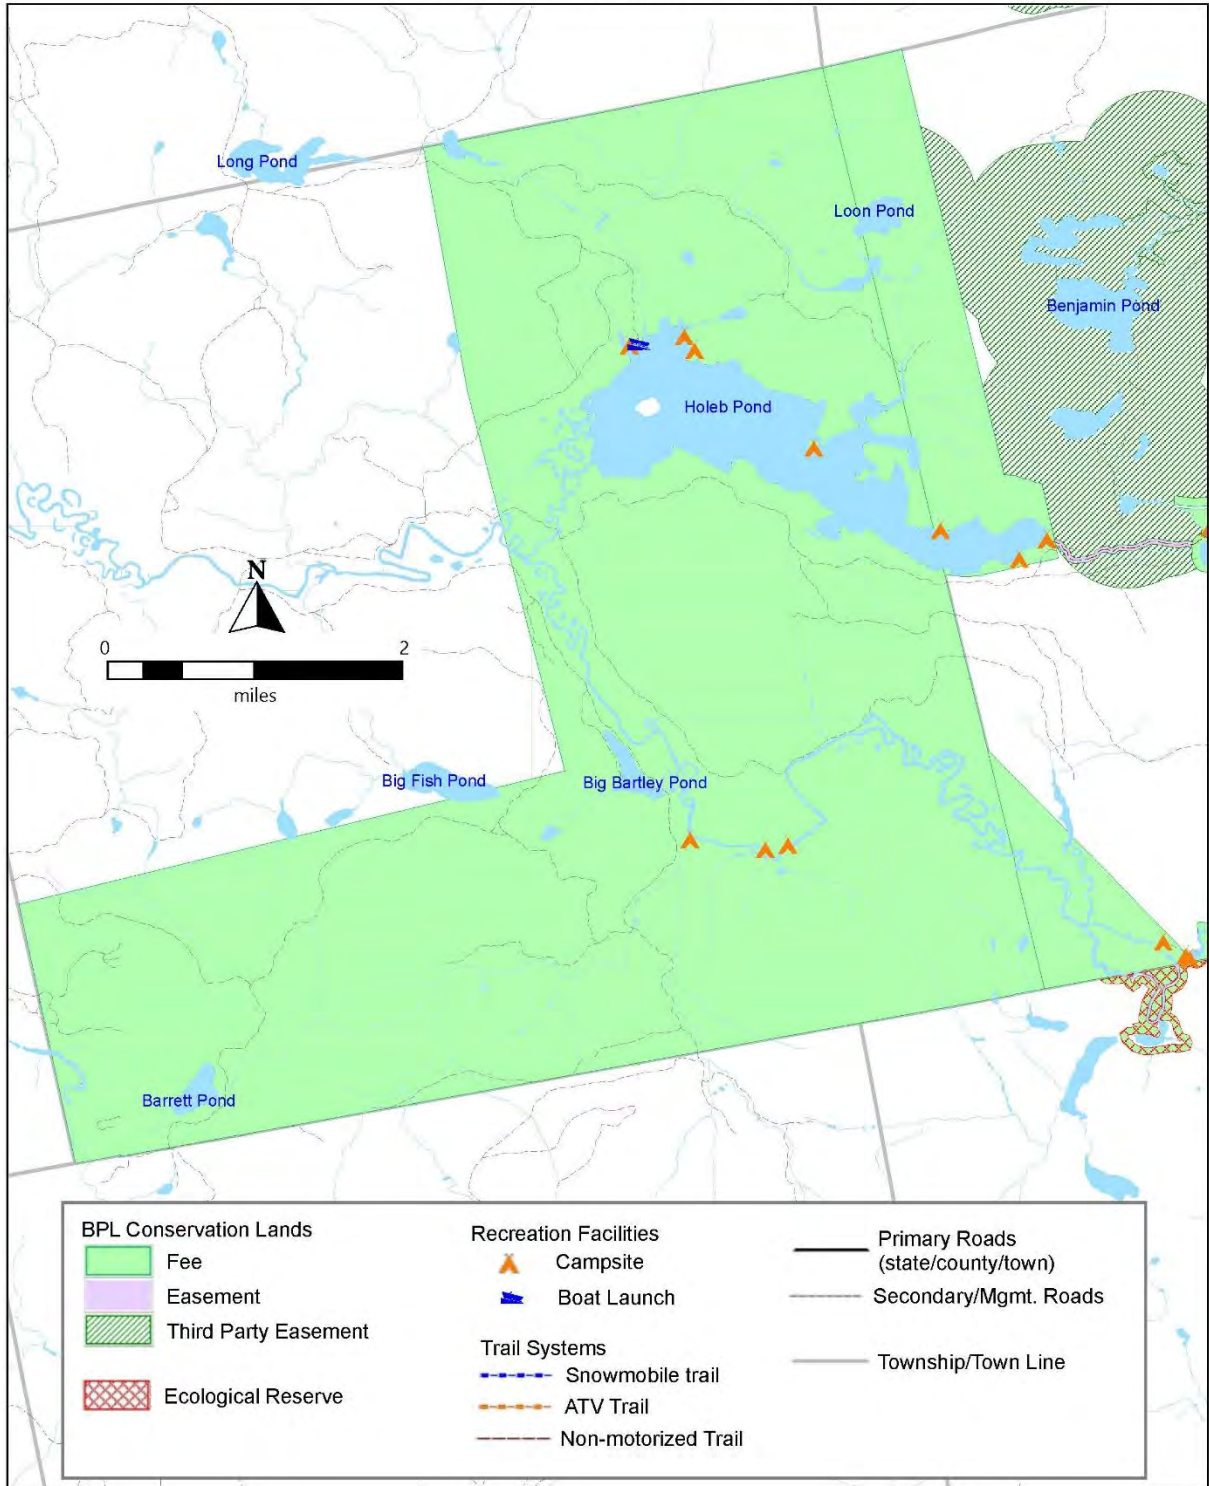 Long Pond
Loon Pond
Benjamin Pond
Holeb Pond
N
0 2
miles
Big Fish Pond
Big Bartley Pond
Barrett Pond
BPL Conservation Lands
Fee
Easement
Third Party Easement
Ecological Reserve
Recreation Facilities
Campsite
Boat Launch
Trail Systems
Snowmobile trail
ATV Trail
Non-motorized Trail
Primary Roads
(state/county/town)
Secondary/Mgmt. Roads
Township/Town Line